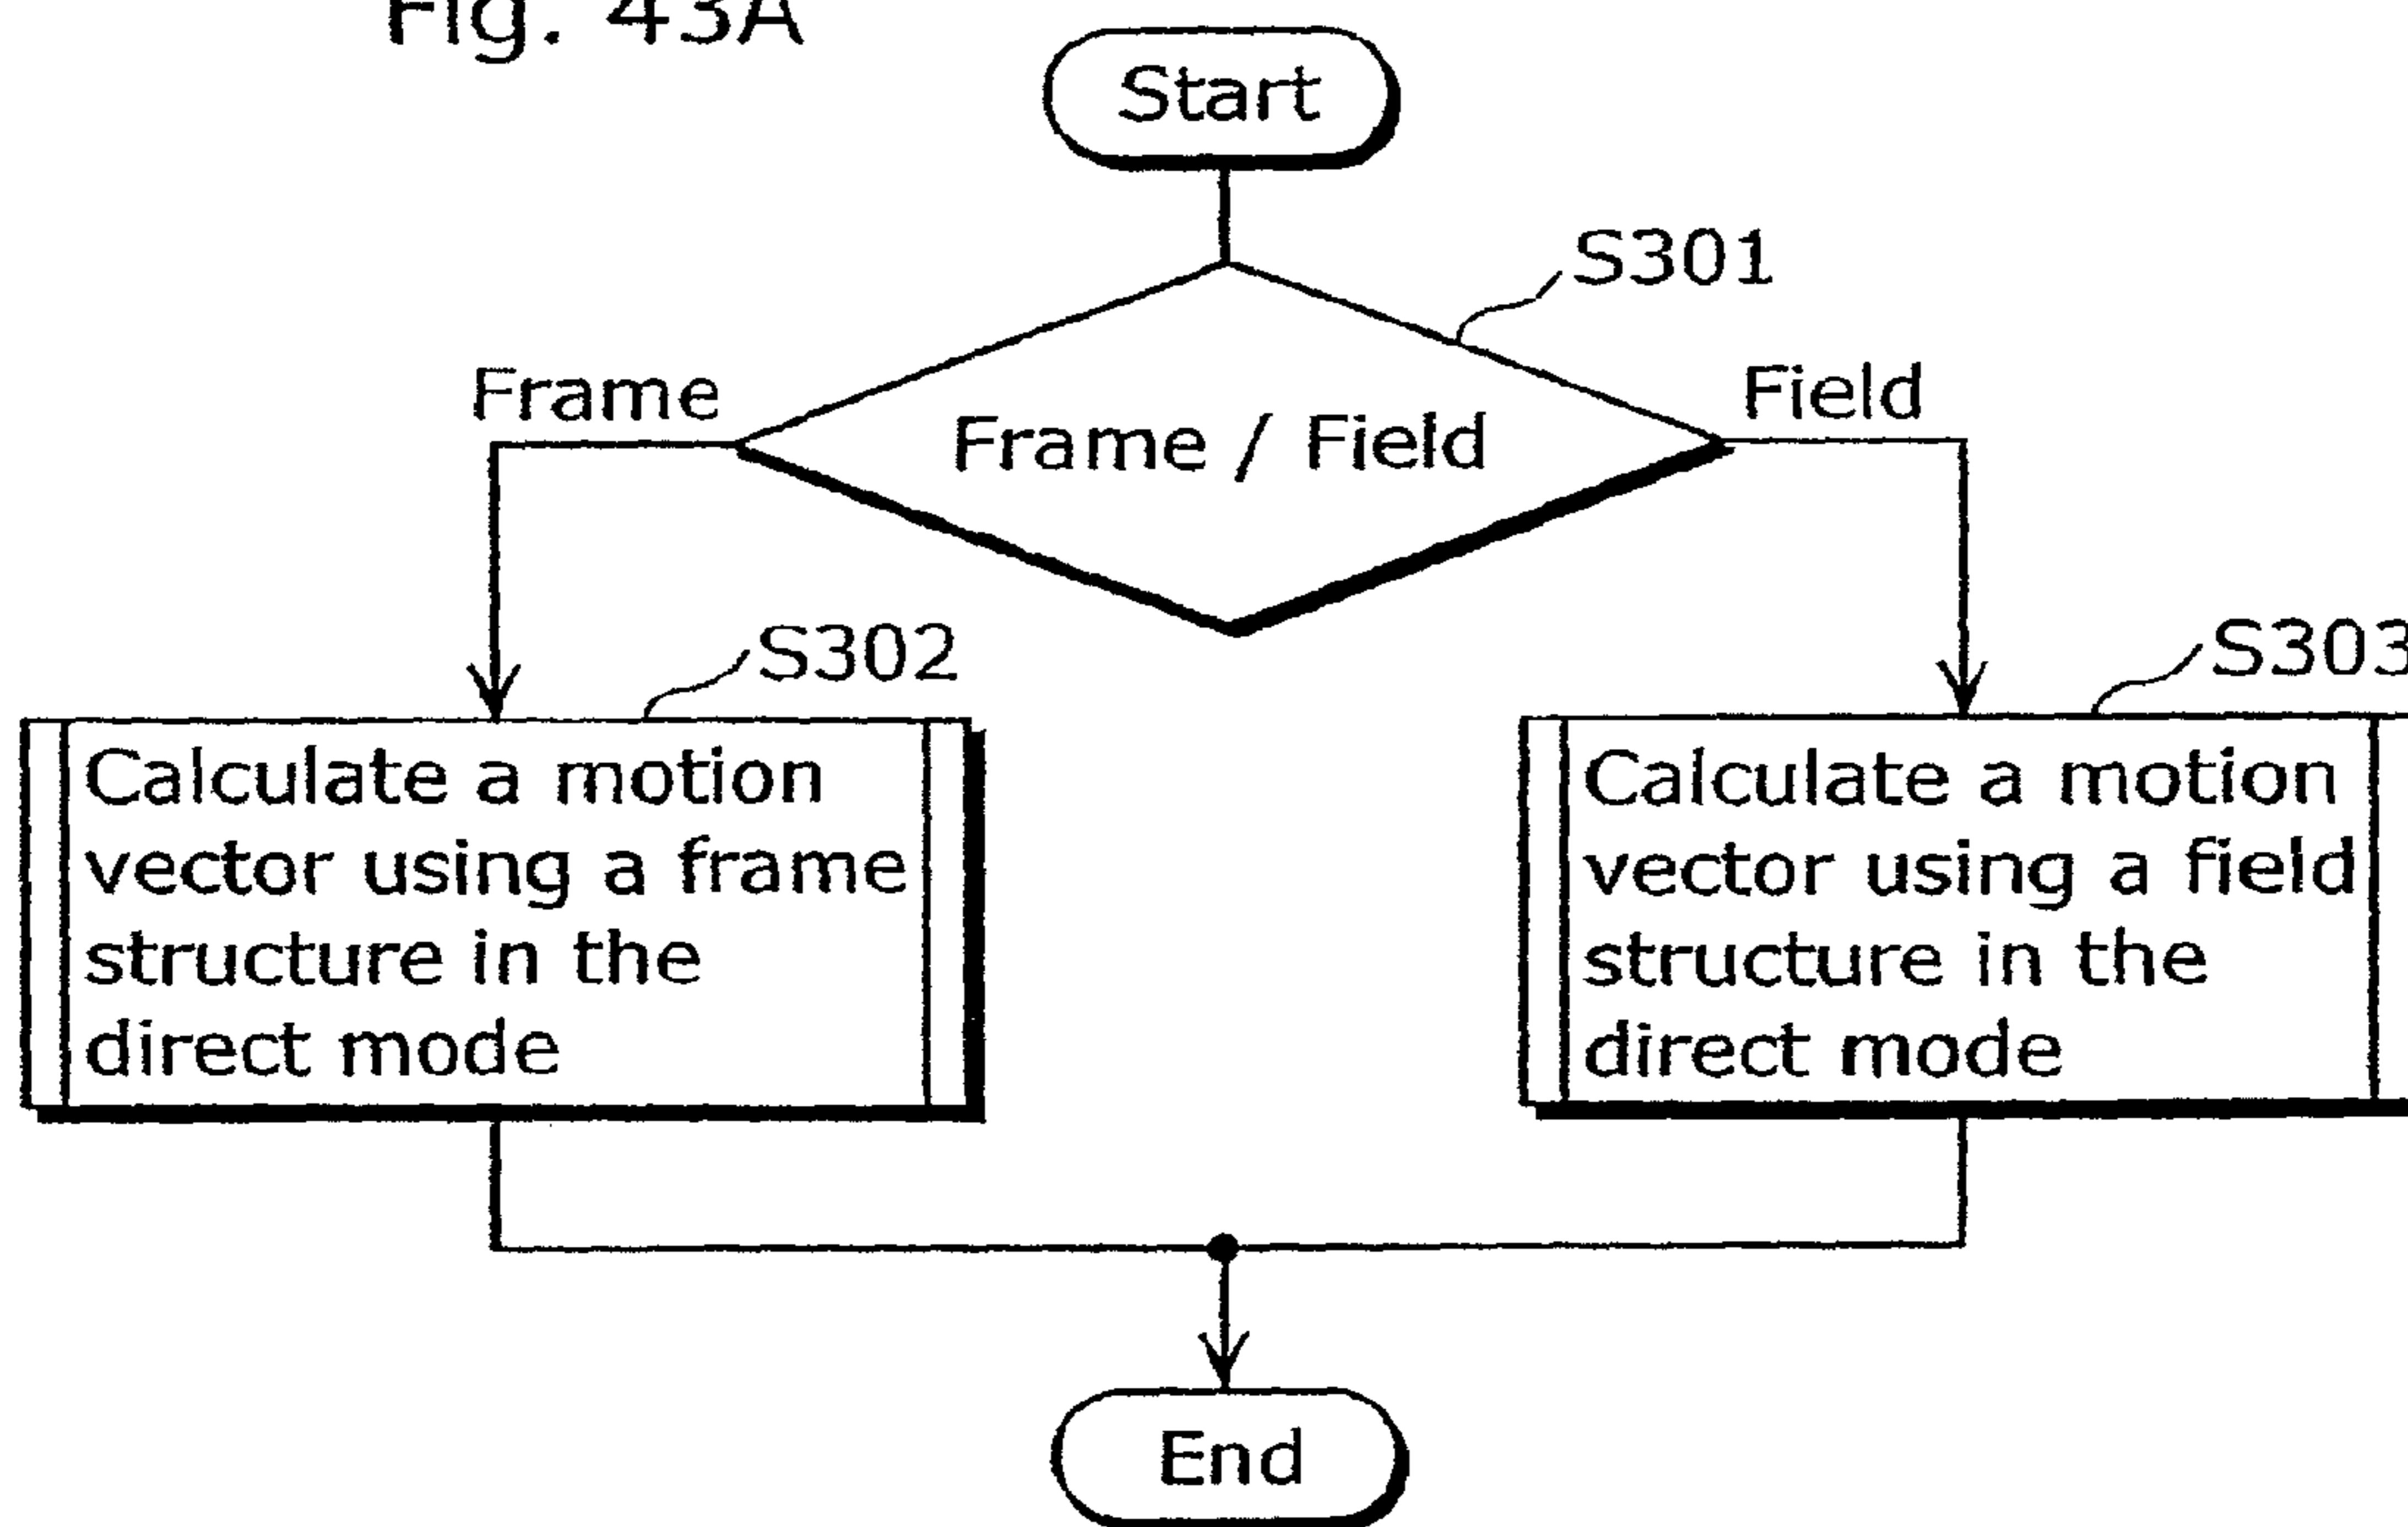 Fig. 43A
Start
S301
Frame
Frame / Field
Field
S302
S303
Calculate a motion
vector using a frame
structure in the
direct mode
Calculate a motion
vector using a field
structure in the
direct mode
End